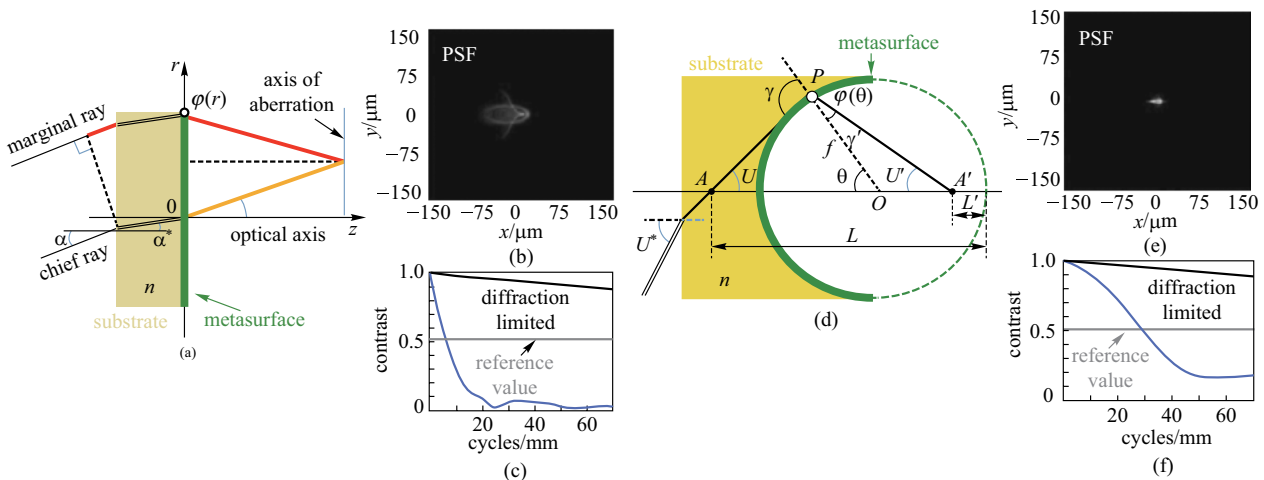 r
φ(r)
axis of
aberration
marginal ray
0
z
optical axis
α
α*
chief ray
n
substrate
metasurface
(a)
150
75
0
−75
−150
y/μm
PSF
−150
−75
0
75
150
x/μm
(b)
1.0
0.5
0
contrast
diffraction
limited
reference
value
20
40
60
cycles/mm
(c)
metasurface
substrate
P
γ
φ(θ)
γ′
f
A
U
θ
U′
A′
O
L′
L
U*
n
(d)
150
75
0
−75
−150
y/μm
PSF
−150
−75
0
75
150
x/μm
(e)
1.0
0.5
0
contrast
diffraction
limited
reference
value
20
40
60
cycles/mm
(f)